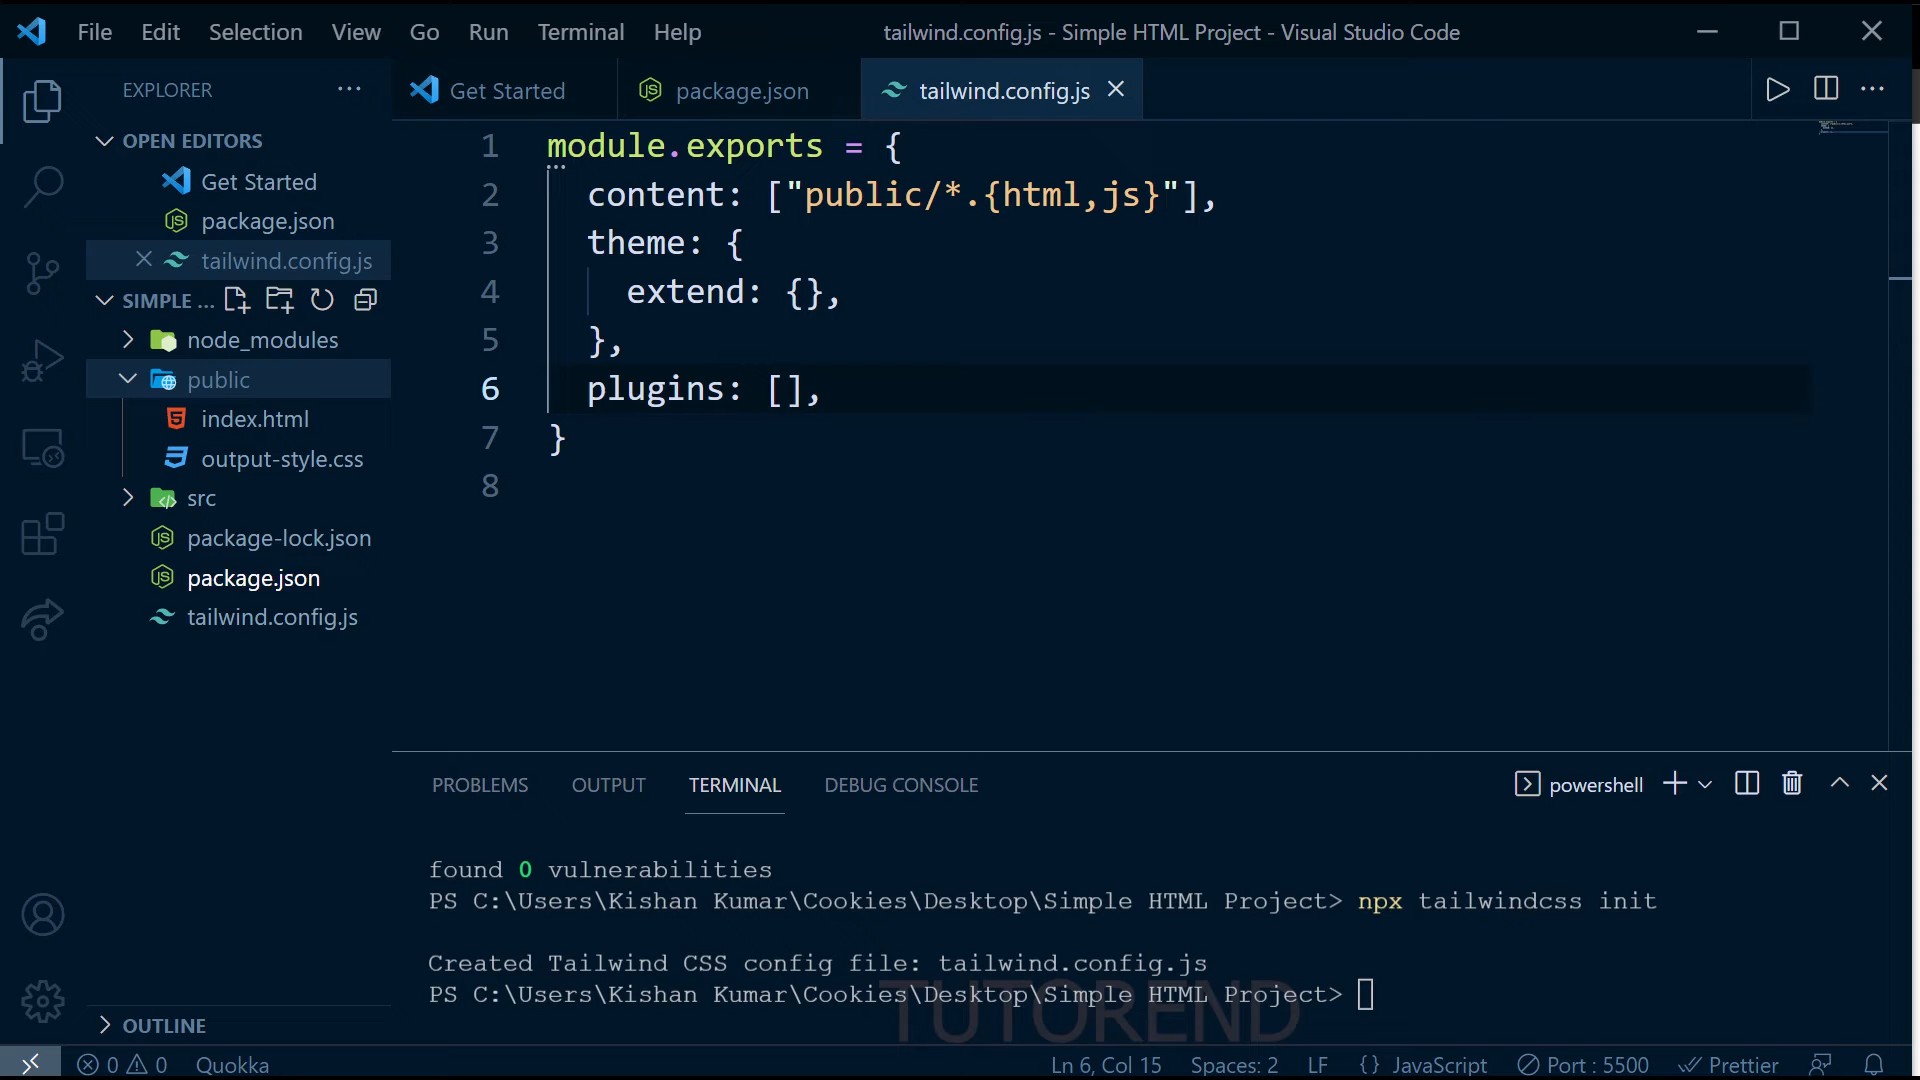 File Edit Selection View Go Run Terminal Help
tailwind.config.js - Simple HTML Project - Visual Studio Code
EXPLORER
OPEN EDITORS
Get Started
package.json
tailwind.config.js
SIMPLE ...
node_modules
public
index.html
output-style.css
src
package-lock.json
package.json
tailwind.config.js
OUTLINE
Get Started package.json tailwind.config.js
1 module.exports = {
2 content: ["public/*.{html,js}"],
3 theme: {
4 extend: {},
5 },
6 plugins: [],
7 }
8
PROBLEMS OUTPUT TERMINAL DEBUG CONSOLE
powershell
found 0 vulnerabilities
PS C:\Users\Kishan Kumar\Cookies\Desktop\Simple HTML Project> npx tailwindcss init
Created Tailwind CSS config file: tailwind.config.js
PS C:\Users\Kishan Kumar\Cookies\Desktop\Simple HTML Project>
TUTOREND
0 0 Quokka Ln 6, Col 15 Spaces: 2 LF {} JavaScript Port : 5500 Prettier